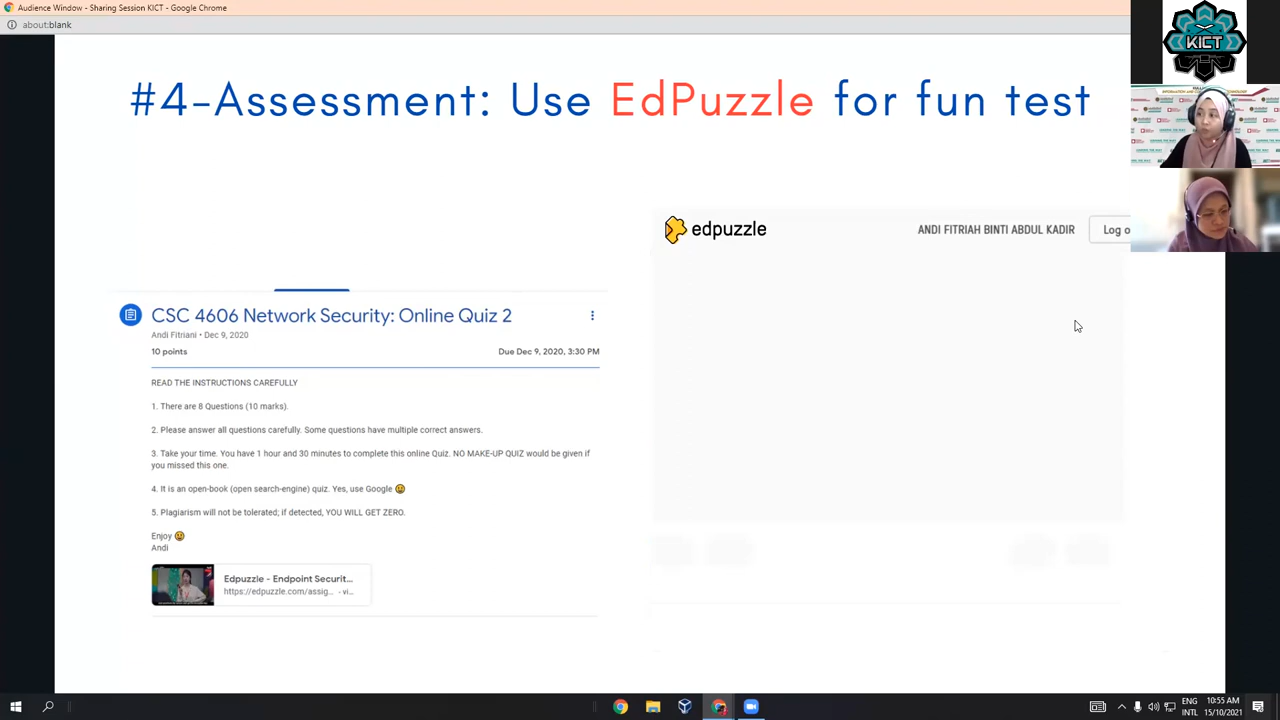 Audience Window - Sharing Session KICT - Google Chrome
about:blank
#4-Assessment: Use EdPuzzle for fun test
KICT
edpuzzle
ANDI FITRIAH BINTI ABDUL KADIR
Log o
CSC 4606 Network Security: Online Quiz 2
Andi Fitriani • Dec 9, 2020
10 points
Due Dec 9, 2020, 3:30 PM
READ THE INSTRUCTIONS CAREFULLY
1. There are 8 Questions (10 marks).
2. Please answer all questions carefully. Some questions have multiple correct answers.
3. Take your time. You have 1 hour and 30 minutes to complete this online Quiz. NO MAKE-UP QUIZ would be given if
you missed this one.
4. It is an open-book (open search-engine) quiz. Yes, use Google
5. Plagiarism will not be tolerated; if detected, YOU WILL GET ZERO.
Enjoy
Andi
Edpuzzle - Endpoint Securit...
https://edpuzzle.com/assig... - vi...
ENG
INTL
10:55 AM
15/10/2021